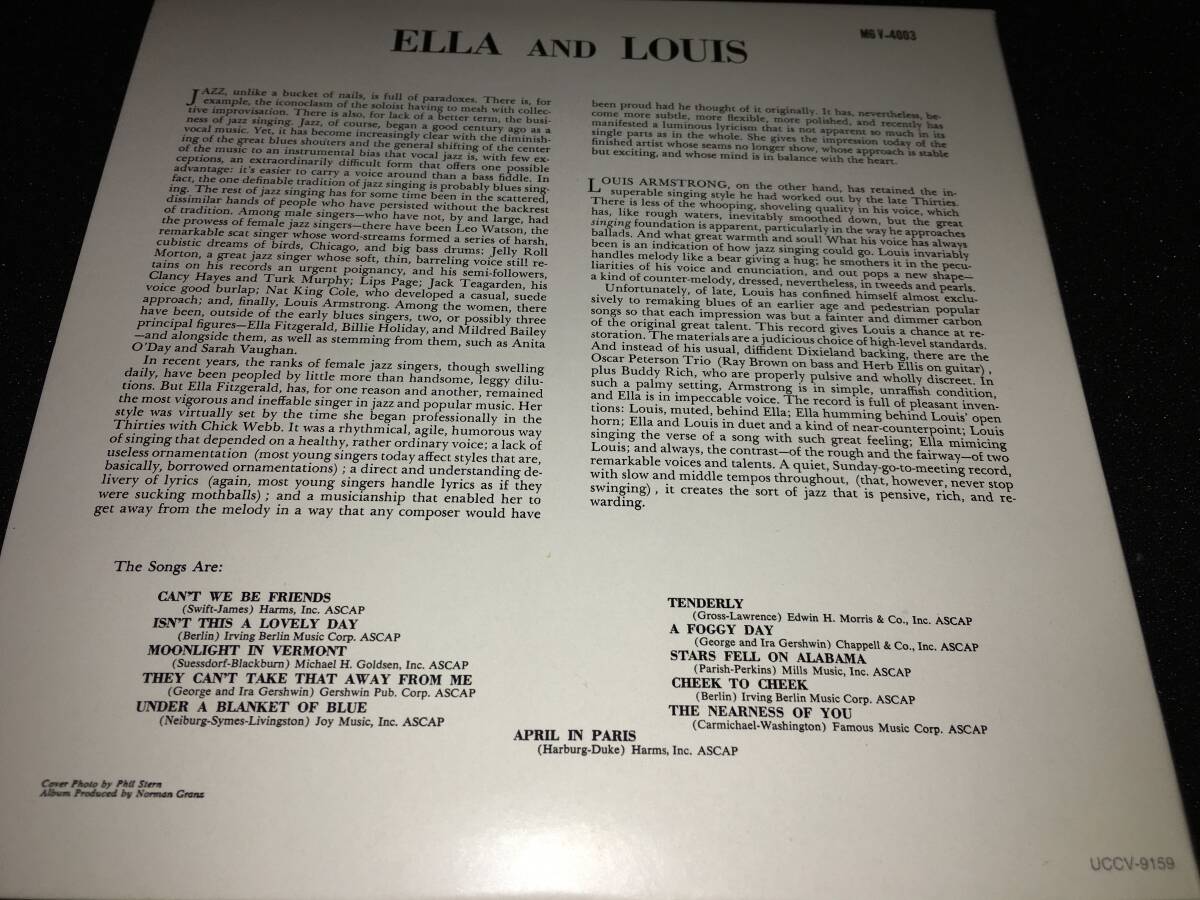 ELLA AND LOUIS
MG V-4003
JAZZ, unlike a bucket of nails, is full of paradoxes. There is, for
example, the iconoclasm of the soloist having to mesh with collec-
tive improvisation. There is also, for lack of a better term, the busi-
ness of jazz singing. Jazz, of course, began a good century ago as a
vocal music. Yet, it has become increasingly clear with the diminish-
ing of the great blues shouters and the general shifting of the center
of the music to an instrumental bias that vocal jazz is, with few ex-
ceptions, an extraordinarily difficult form that offers one possible
advantage: it's easier to carry a voice around than a bass fiddle. In
fact, the one definable tradition of jazz singing is probably blues sing-
ing. The rest of jazz singing has for some time been in the scattered,
dissimilar hands of people who have persisted without the backrest
of tradition. Among male singers—who have not, by and large, had
the prowess of female jazz singers—there have been Leo Watson, the
remarkable scat singer whose word-streams formed a series of harsh,
cubistic dreams of birds, Chicago, and big bass drums; Jelly Roll
Morton, a great jazz singer whose soft, thin, barreling voice still re-
tains on his records an urgent poignancy, and his semi-followers,
Clancy Hayes and Turk Murphy; Lips Page; Jack Teagarden, his
voice good burlap; Nat King Cole, who developed a casual, suede
approach; and, finally, Louis Armstrong. Among the women, there
have been, outside of the early blues singers, two, or possibly three
principal figures—Ella Fitzgerald, Billie Holiday, and Mildred Bailey
—and alongside them, as well as stemming from them, such as Anita
O'Day and Sarah Vaughan.
In recent years, the ranks of female jazz singers, though swelling
daily, have been peopled by little more than handsome, leggy dilu-
tions. But Ella Fitzgerald, has, for one reason and another, remained
the most vigorous and ineffable singer in jazz and popular music. Her
style was virtually set by the time she began professionally in the
Thirties with Chick Webb. It was a rhythmical, agile, humorous way
of singing that depended on a healthy, rather ordinary voice; a lack of
useless ornamentation (most young singers today affect styles that are,
basically, borrowed ornamentations) ; a direct and understanding de-
livery of lyrics (again, most young singers handle lyrics as if they
were sucking mothballs) ; and a musicianship that enabled her to
get away from the melody in a way that any composer would have
been proud had he thought of it originally. It has, nevertheless, be-
come more subtle, more flexible, more polished, and recently has
manifested a luminous lyricism that is not apparent so much in its
single parts as in the whole. She gives the impression today of the
finished artist whose seams no longer show, whose approach is stable
but exciting, and whose mind is in balance with the heart.
LOUIS ARMSTRONG, on the other hand, has retained the in-
superable singing style he had worked out by the late Thirties.
There is less of the whooping, shoveling quality in his voice, which
has, like rough waters, inevitably smoothed down, but the great
singing foundation is apparent, particularly in the way he approaches
ballads. And what great warmth and soul! What his voice has always
been is an indication of how jazz singing could go. Louis invariably
handles melody like a bear giving a hug; he smothers it in the pecu-
liarities of his voice and enunciation, and out pops a new shape—
a kind of counter-melody, dressed, nevertheless, in tweeds and pearls.
Unfortunately, of late, Louis has confined himself almost exclu-
sively to remaking blues of an earlier age and pedestrian popular
songs so that each impression was but a fainter and dimmer carbon
of the original great talent. This record gives Louis a chance at re-
storation. The materials are a judicious choice of high-level standards.
And instead of his usual, diffident Dixieland backing, there are the
Oscar Peterson Trio (Ray Brown on bass and Herb Ellis on guitar) ,
plus Buddy Rich, who are properly pulsive and wholly discreet. In
such a palmy setting, Armstrong is in simple, unraffish condition,
and Ella is in impeccable voice. The record is full of pleasant inven-
tions: Louis, muted, behind Ella; Ella humming behind Louis' open
horn; Ella and Louis in duet and a kind of near-counterpoint; Louis
singing the verse of a song with such great feeling; Ella mimicing
Louis; and always, the contrast—of the rough and the fairway—of two
remarkable voices and talents. A quiet, Sunday-go-to-meeting record,
with slow and middle tempos throughout, (that, however, never stop
swinging) , it creates the sort of jazz that is pensive, rich, and re-
warding.
The Songs Are:
CAN'T WE BE FRIENDS
(Swift-James) Harms, Inc. ASCAP
ISN'T THIS A LOVELY DAY
(Berlin) Irving Berlin Music Corp. ASCAP
MOONLIGHT IN VERMONT
(Suessdorf-Blackburn) Michael H. Goldsen, Inc. ASCAP
THEY CAN'T TAKE THAT AWAY FROM ME
(George and Ira Gershwin) Gershwin Pub. Corp. ASCAP
UNDER A BLANKET OF BLUE
(Neiburg-Symes-Livingston) Joy Music, Inc. ASCAP
TENDERLY
(Gross-Lawrence) Edwin H. Morris & Co., Inc. ASCAP
A FOGGY DAY
(George and Ira Gershwin) Chappell & Co., Inc. ASCAP
STARS FELL ON ALABAMA
(Parish-Perkins) Mills Music, Inc. ASCAP
CHEEK TO CHEEK
(Berlin) Irving Berlin Music Corp. ASCAP
THE NEARNESS OF YOU
(Carmichael-Washington) Famous Music Corp. ASCAP
APRIL IN PARIS
(Harburg-Duke) Harms, Inc. ASCAP
Cover Photo by Phil Stern
Album Produced by Norman Granz
UCCV-9159